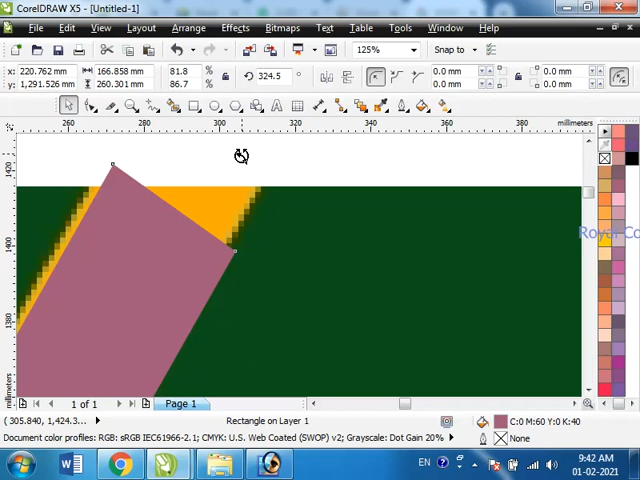 CorelDRAW X5 - [Untitled-1]
File Edit View Layout Arrange Effects Bitmaps Text Table Tools Window Help
125% Snap to
x: 220.762 mm 166.858 mm 81.8 % 324.5 ° 0.0 mm 0.0 mm
y: 1,291.526 mm 260.301 mm 86.7 % 0.0 mm 0.0 mm
260 280 300 320 340 360 380 400 millimeters
1420
1400
1380
millimeters
Royal Co
1 of 1 Page 1
( 305.840, 1,424.3... Rectangle on Layer 1 C:0 M:60 Y:0 K:40
Document color profiles: RGB: sRGB IEC61966-2.1; CMYK: U.S. Web Coated (SWOP) v2; Grayscale: Dot Gain 20% None
EN 9:42 AM
01-02-2021